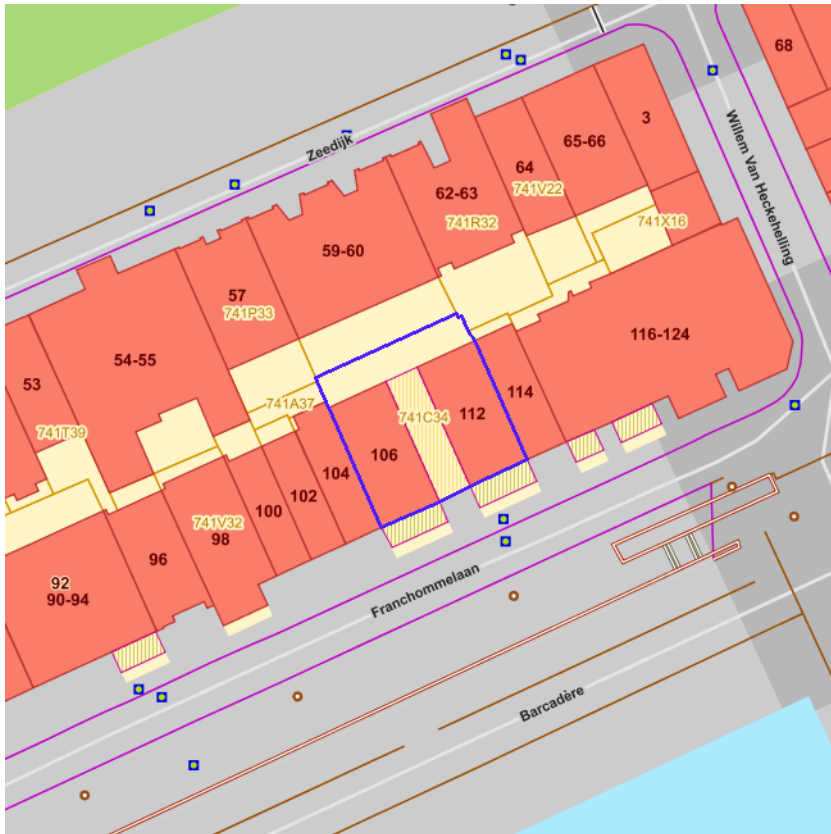 68
3
65-66
Zeedijk
64
741V22
62-63
741R32
741X16
Willem Van Heckehelling
59-60
57
741P33
116-124
54-55
53
114
741A37
741C34
112
741T39
106
104
102
100
741V32
98
96
92
90-94
Franchommelaan
Barcadère